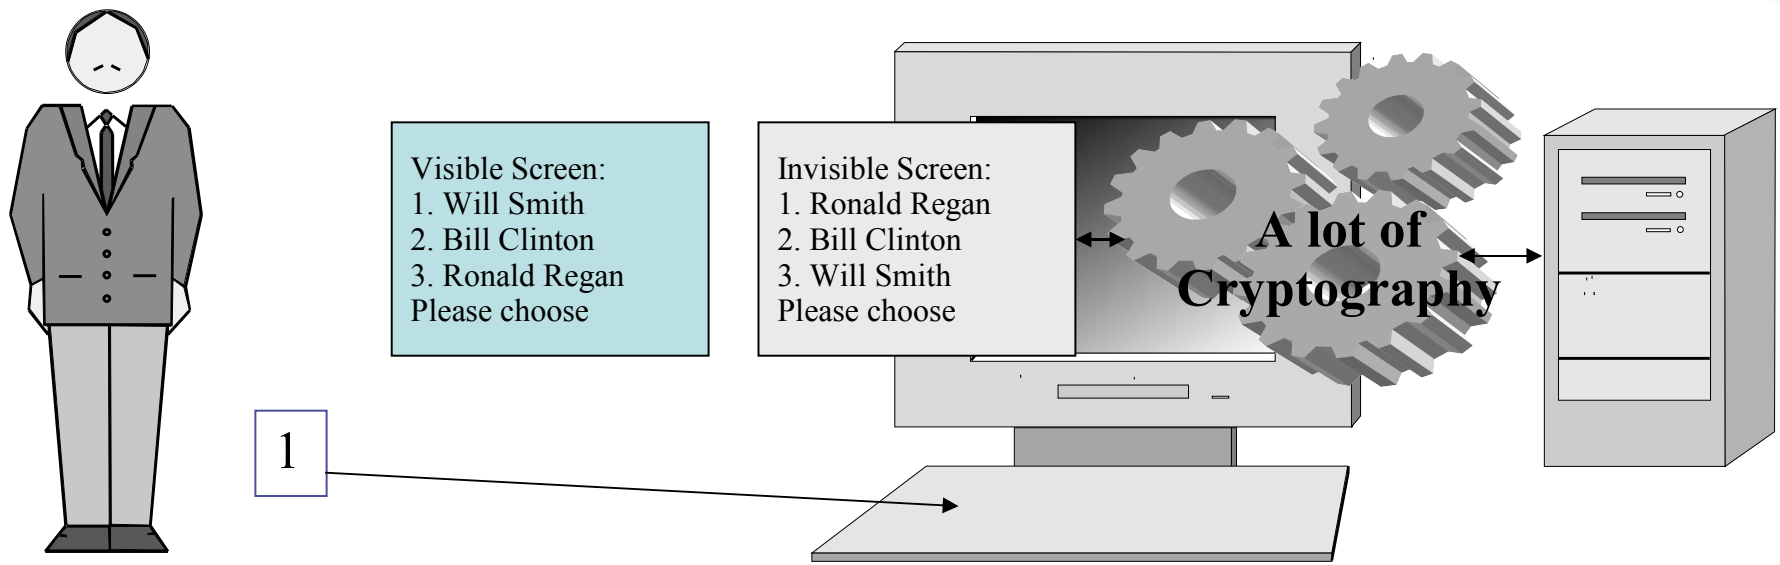 Visible Screen:
1. Will Smith
2. Bill Clinton
3. Ronald Regan
Please choose
Invisible Screen:
1. Ronald Regan
2. Bill Clinton
3. Will Smith
Please choose
A lot of
Cryptography
1